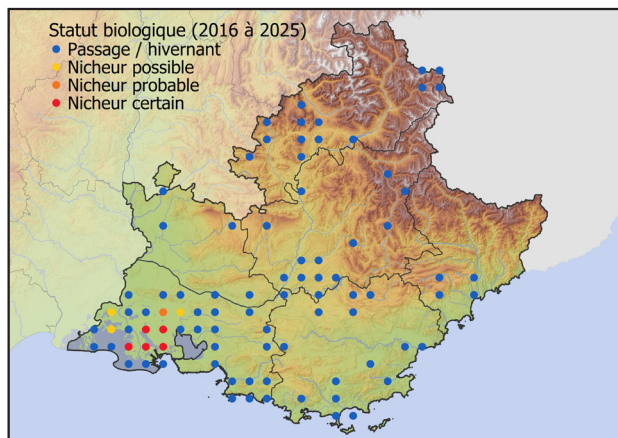 Statut biologique (2016 à 2025)
Passage / hivernant
Nicheur possible
Nicheur probable
Nicheur certain